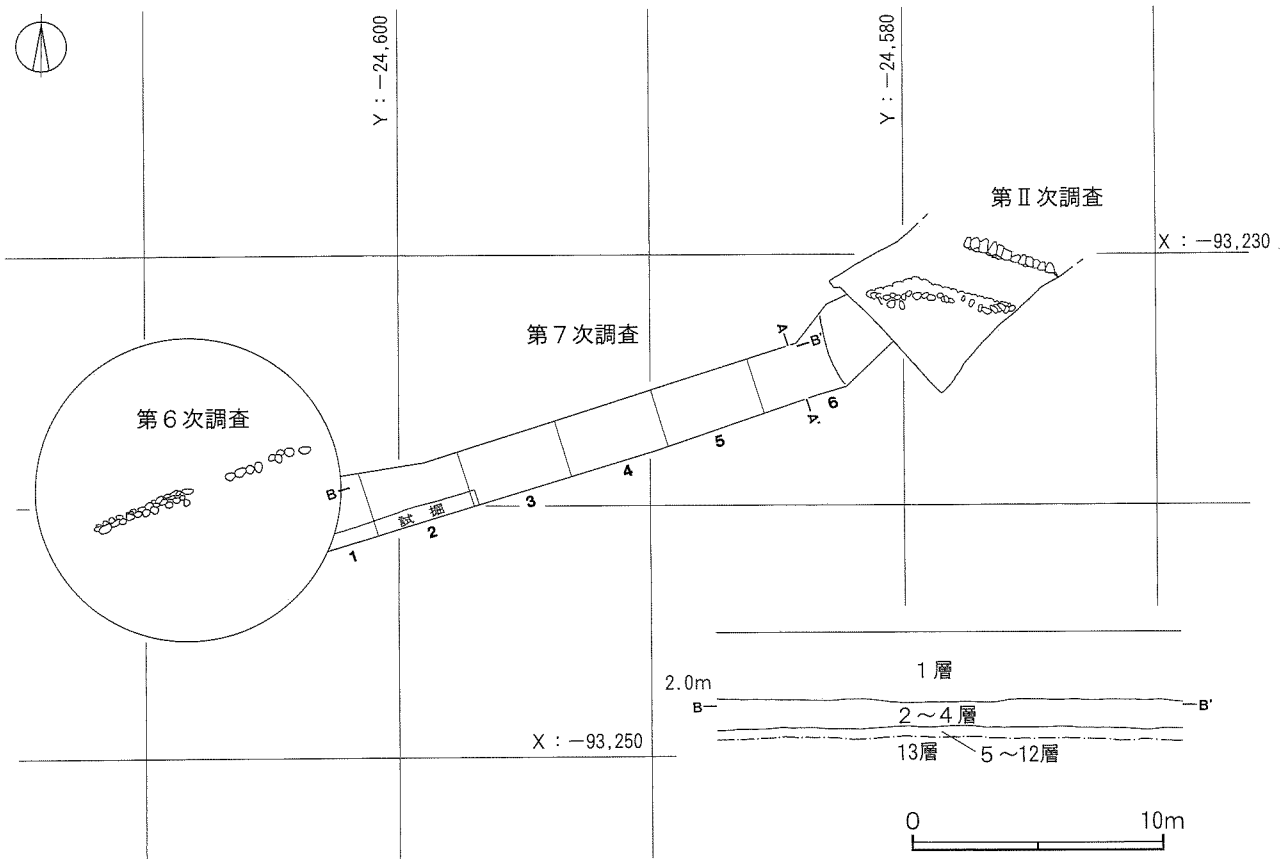 Y：−24,600
Y：−24,580
第Ⅱ次調査
X：−93,230
第７次調査
A
B'
第６次調査
6
A'
5
4
B
3
試掘
2
1
1層
2.0m
B
B'
2～4層
X：−93,250
13層
5～12層
0
10m